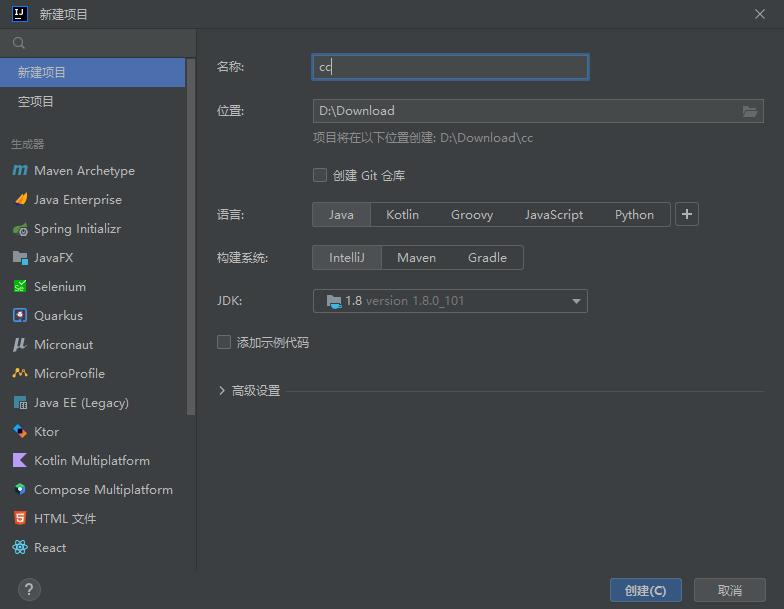 新建项目
新建项目
空项目
生成器
Maven Archetype
Java Enterprise
Spring Initializr
JavaFX
Selenium
Quarkus
Micronaut
MicroProfile
Java EE (Legacy)
Ktor
Kotlin Multiplatform
Compose Multiplatform
HTML 文件
React
名称: cc
位置: D:\Download
项目将在以下位置创建: D:\Download\cc
创建 Git 仓库
语言: Java Kotlin Groovy JavaScript Python +
构建系统: IntelliJ Maven Gradle
JDK: 1.8 version 1.8.0_101
添加示例代码
高级设置
? 创建(C) 取消